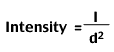 Intensity = I
d²